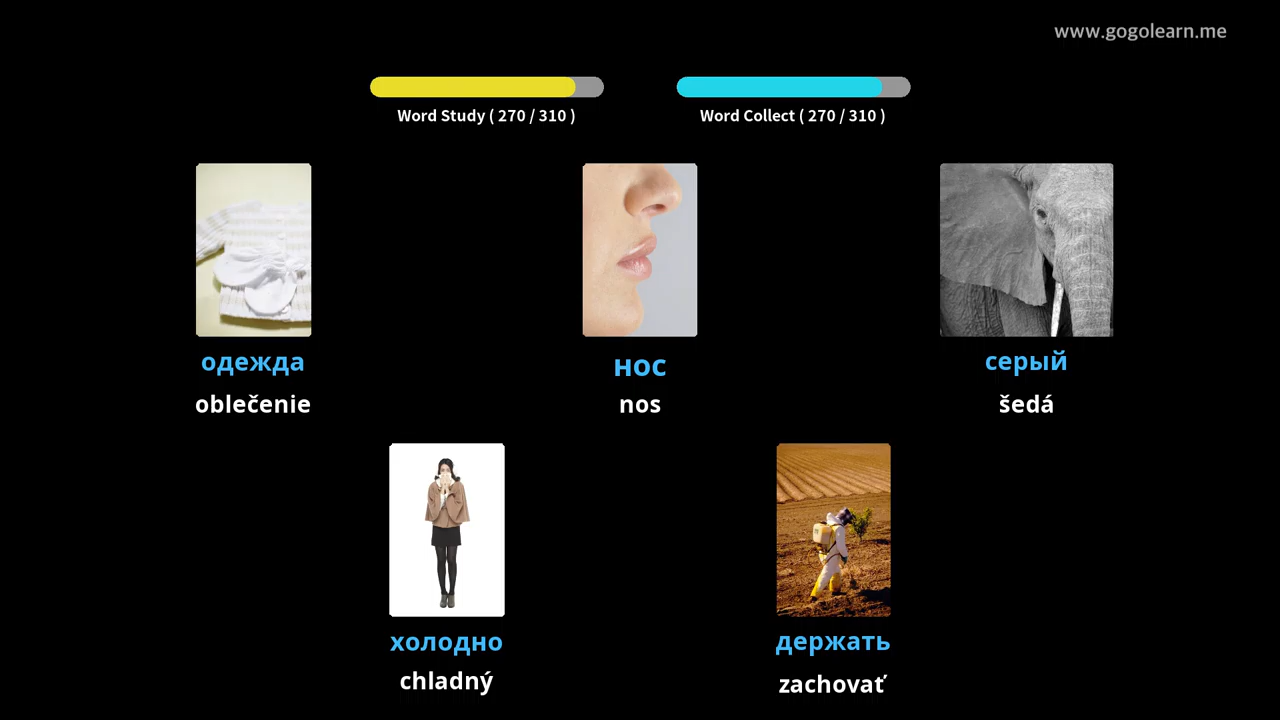 www.gogolearn.me
Word Study ( 270 / 310 )
Word Collect ( 270 / 310 )
одежда
нос
серый
oblečenie
nos
šedá
холодно
держать
chladný
zachovať